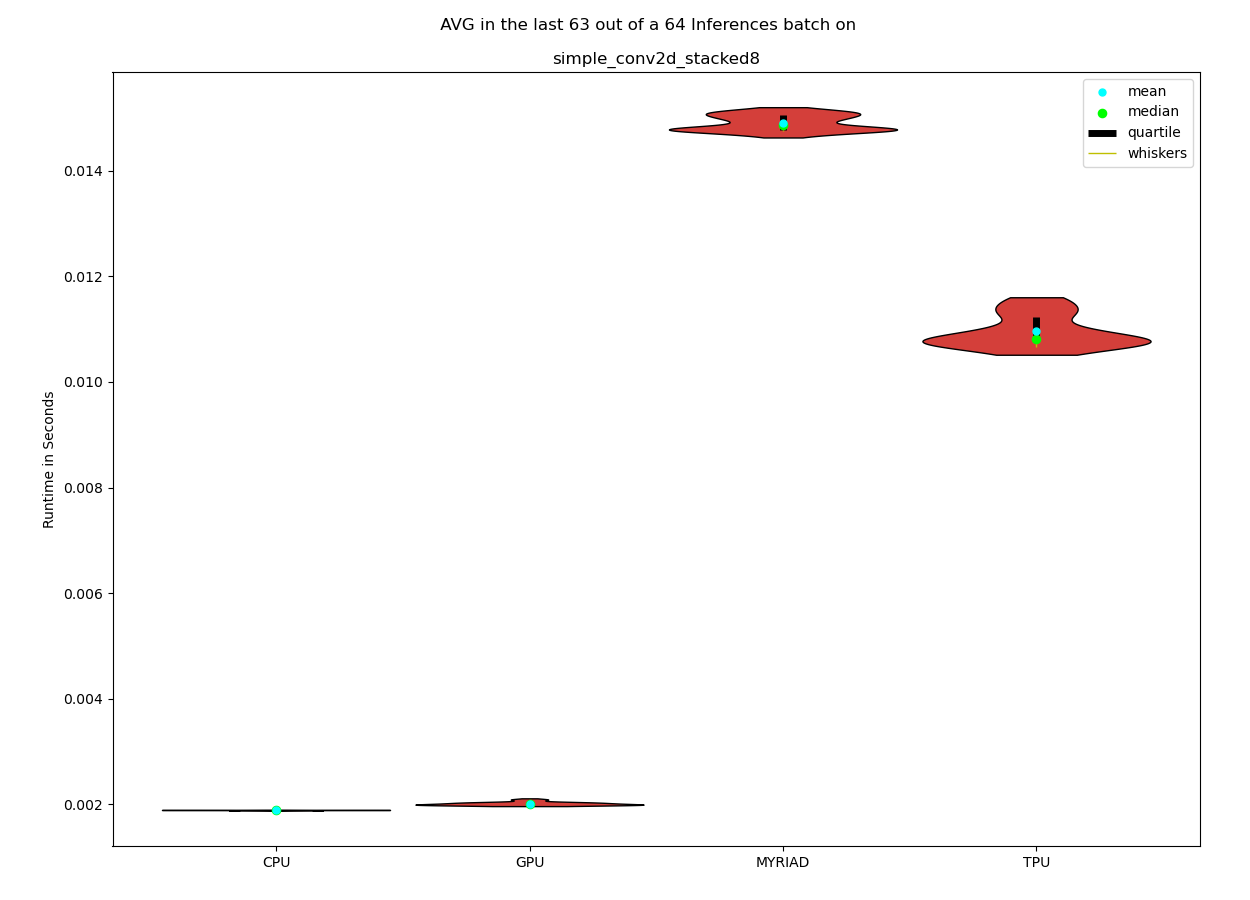 AVG in the last 63 out of a 64 Inferences batch on
simple_conv2d_stacked8
mean
median
quartile
whiskers
0.014
0.012
0.010
0.008
0.006
0.004
0.002
Runtime in Seconds
CPU
GPU
MYRIAD
TPU